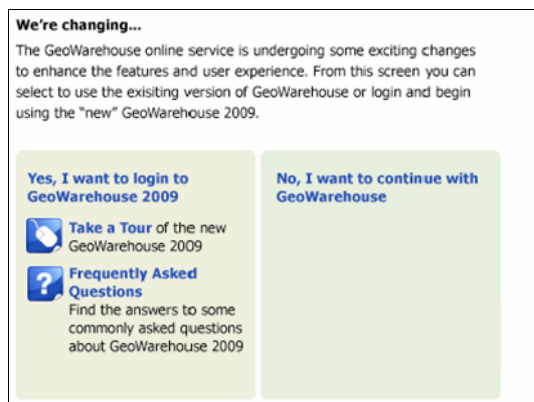 We're changing...
The GeoWarehouse online service is undergoing some exciting changes
to enhance the features and user experience. From this screen you can
select to use the exisiting version of GeoWarehouse or login and begin
using the "new" GeoWarehouse 2009.
Yes, I want to login to
GeoWarehouse 2009
Take a Tour of the new
GeoWarehouse 2009
Frequently Asked
Questions
Find the answers to some
commonly asked questions
about GeoWarehouse 2009
No, I want to continue with
GeoWarehouse